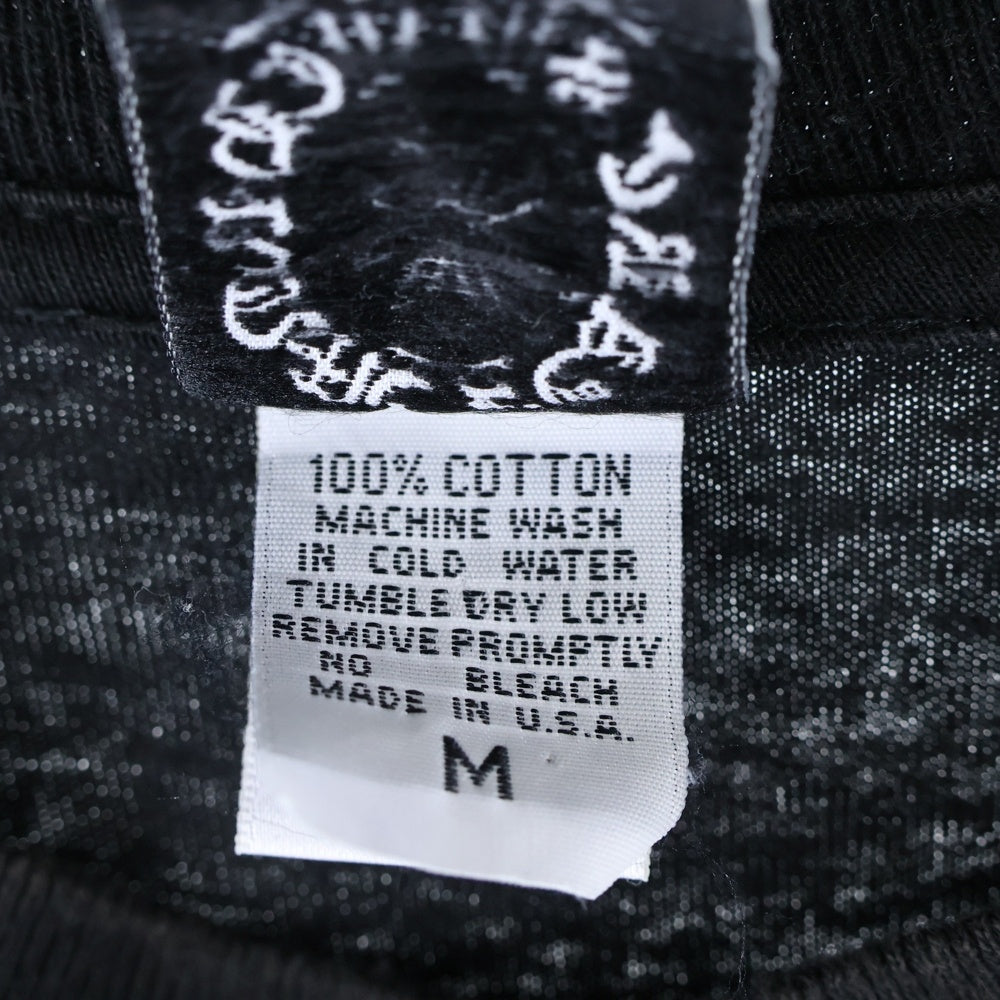 100% COTTON
MACHINE WASH
IN COLD WATER
TUMBLE DRY LOW
REMOVE PROMPTLY
NO BLEACH
MADE IN U.S.A.
M